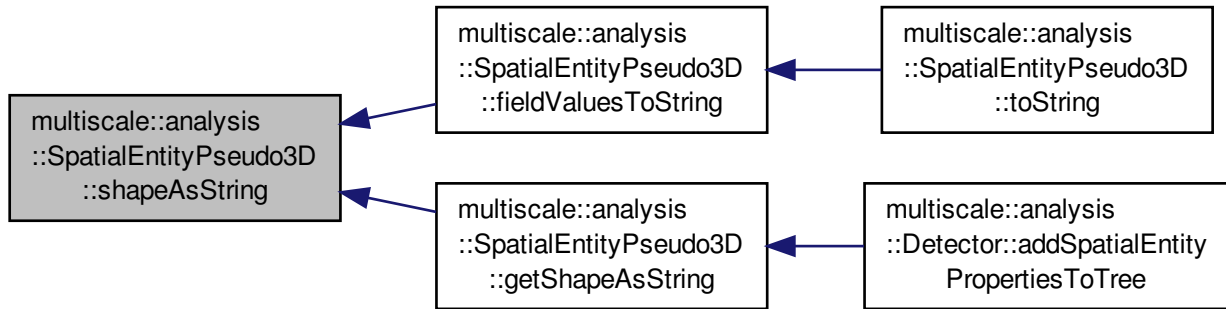 multiscale::analysis
::SpatialEntityPseudo3D
::shapeAsString
multiscale::analysis
::SpatialEntityPseudo3D
::fieldValuesToString
multiscale::analysis
::SpatialEntityPseudo3D
::toString
multiscale::analysis
::SpatialEntityPseudo3D
::getShapeAsString
multiscale::analysis
::Detector::addSpatialEntity
PropertiesToTree